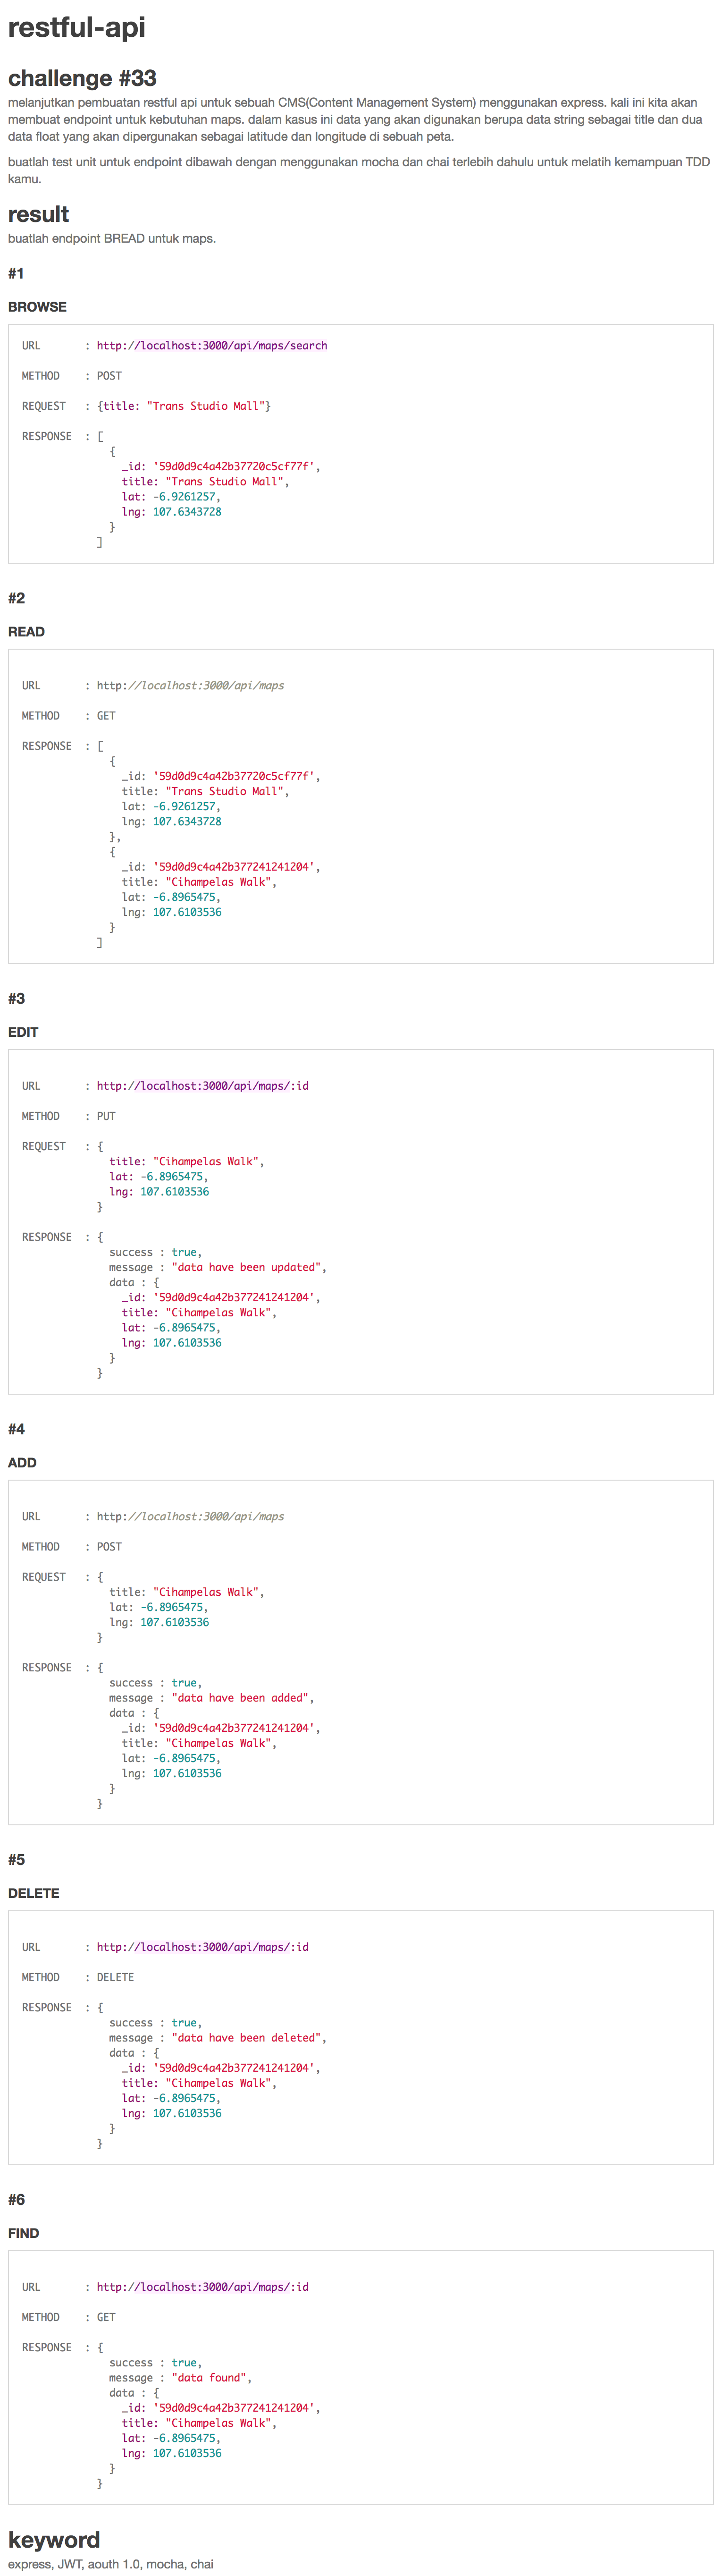 restful-api
challenge #33
melanjutkan pembuatan restful api untuk sebuah CMS(Content Management System) menggunakan express. kali ini kita akan
membuat endpoint untuk kebutuhan maps. dalam kasus ini data yang akan digunakan berupa data string sebagai title dan dua
data float yang akan dipergunakan sebagai latitude dan longitude di sebuah peta.
buatlah test unit untuk endpoint dibawah dengan menggunakan mocha dan chai terlebih dahulu untuk melatih kemampuan TDD
kamu.
result
buatlah endpoint BREAD untuk maps.
#1
BROWSE
URL : http://localhost:3000/api/maps/search
METHOD : POST
REQUEST : {title: "Trans Studio Mall"}
RESPONSE : [
{
_id: '59d0d9c4a42b37720c5cf77f',
title: "Trans Studio Mall",
lat: -6.9261257,
lng: 107.6343728
}
]
#2
READ
URL : http://localhost:3000/api/maps
METHOD : GET
RESPONSE : [
{
_id: '59d0d9c4a42b37720c5cf77f',
title: "Trans Studio Mall",
lat: -6.9261257,
lng: 107.6343728
},
{
_id: '59d0d9c4a42b377241241204',
title: "Cihampelas Walk",
lat: -6.8965475,
lng: 107.6103536
}
]
#3
EDIT
URL : http://localhost:3000/api/maps/:id
METHOD : PUT
REQUEST : {
title: "Cihampelas Walk",
lat: -6.8965475,
lng: 107.6103536
}
RESPONSE : {
success : true,
message : "data have been updated",
data : {
_id: '59d0d9c4a42b377241241204',
title: "Cihampelas Walk",
lat: -6.8965475,
lng: 107.6103536
}
}
#4
ADD
URL : http://localhost:3000/api/maps
METHOD : POST
REQUEST : {
title: "Cihampelas Walk",
lat: -6.8965475,
lng: 107.6103536
}
RESPONSE : {
success : true,
message : "data have been added",
data : {
_id: '59d0d9c4a42b377241241204',
title: "Cihampelas Walk",
lat: -6.8965475,
lng: 107.6103536
}
}
#5
DELETE
URL : http://localhost:3000/api/maps/:id
METHOD : DELETE
RESPONSE : {
success : true,
message : "data have been deleted",
data : {
_id: '59d0d9c4a42b377241241204',
title: "Cihampelas Walk",
lat: -6.8965475,
lng: 107.6103536
}
}
#6
FIND
URL : http://localhost:3000/api/maps/:id
METHOD : GET
RESPONSE : {
success : true,
message : "data found",
data : {
_id: '59d0d9c4a42b377241241204',
title: "Cihampelas Walk",
lat: -6.8965475,
lng: 107.6103536
}
}
keyword
express, JWT, aouth 1.0, mocha, chai